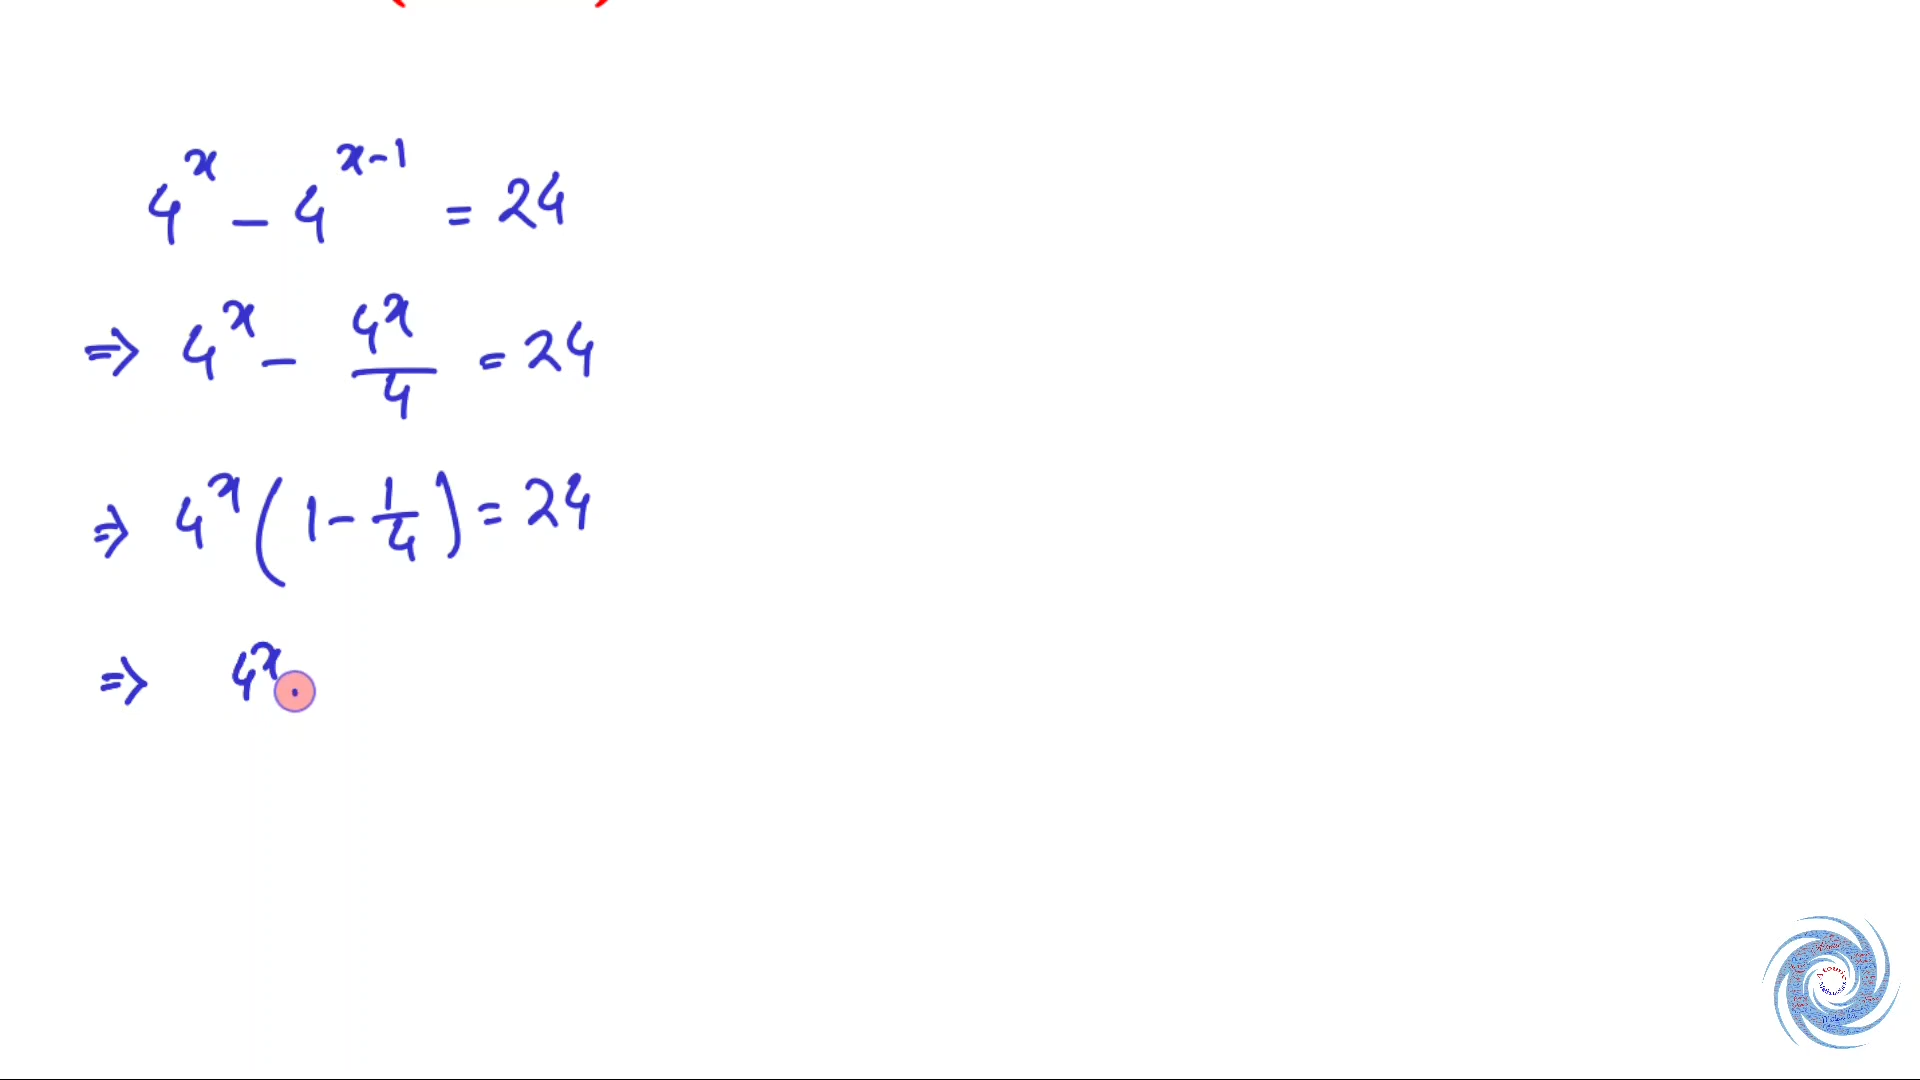 4^x - 4^(x-1) = 24
⇒ 4^x - 4^x/4 = 24
⇒ 4^x (1 - 1/4) = 24
⇒ 4^x .